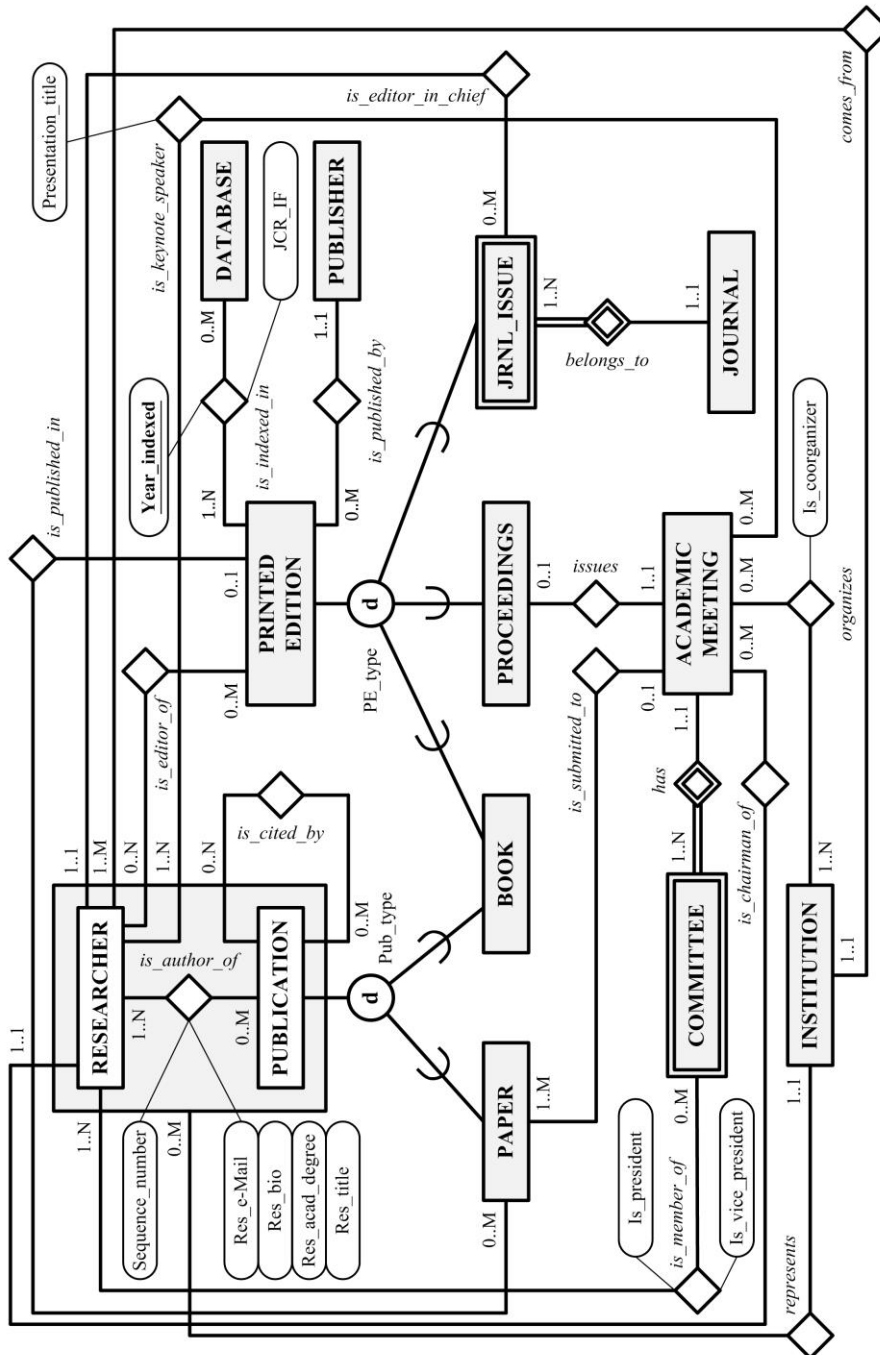 is_published_in
Presentation_title
is_keynote_speaker
1..1
1..M
0..N
1..N
1..1
RESEARCHER
1..N
0..M
Sequence_number
Res_e-Mail
Res_bio
Res_acad_degree
Res_title
1..N
is_author_of
0..M
PUBLICATION
0..N
is_cited_by
0..M
is_editor_of
0..M
0..1
PRINTED
EDITION
1..N
0..M
Year_indexed
is_indexed_in
0..M
DATABASE
JCR_IF
is_published_by
1..1
PUBLISHER
is_editor_in_chief
d
Pub_type
d
PE_type
PAPER
0..M
1..M
BOOK
PROCEEDINGS
0..1
JRNL_ISSUE
0..M
1..N
is_submitted_to
issues
belongs_to
1..1
JOURNAL
Is_president
is_member_of
Is_vice_president
0..M
COMMITTEE
1..N
has
1..1
0..1
1..1
ACADEMIC
MEETING
0..M
0..M
0..M
is_chairman_of
organizes
Is_coorganizer
represents
1..1
INSTITUTION
1..N
1..1
comes_from